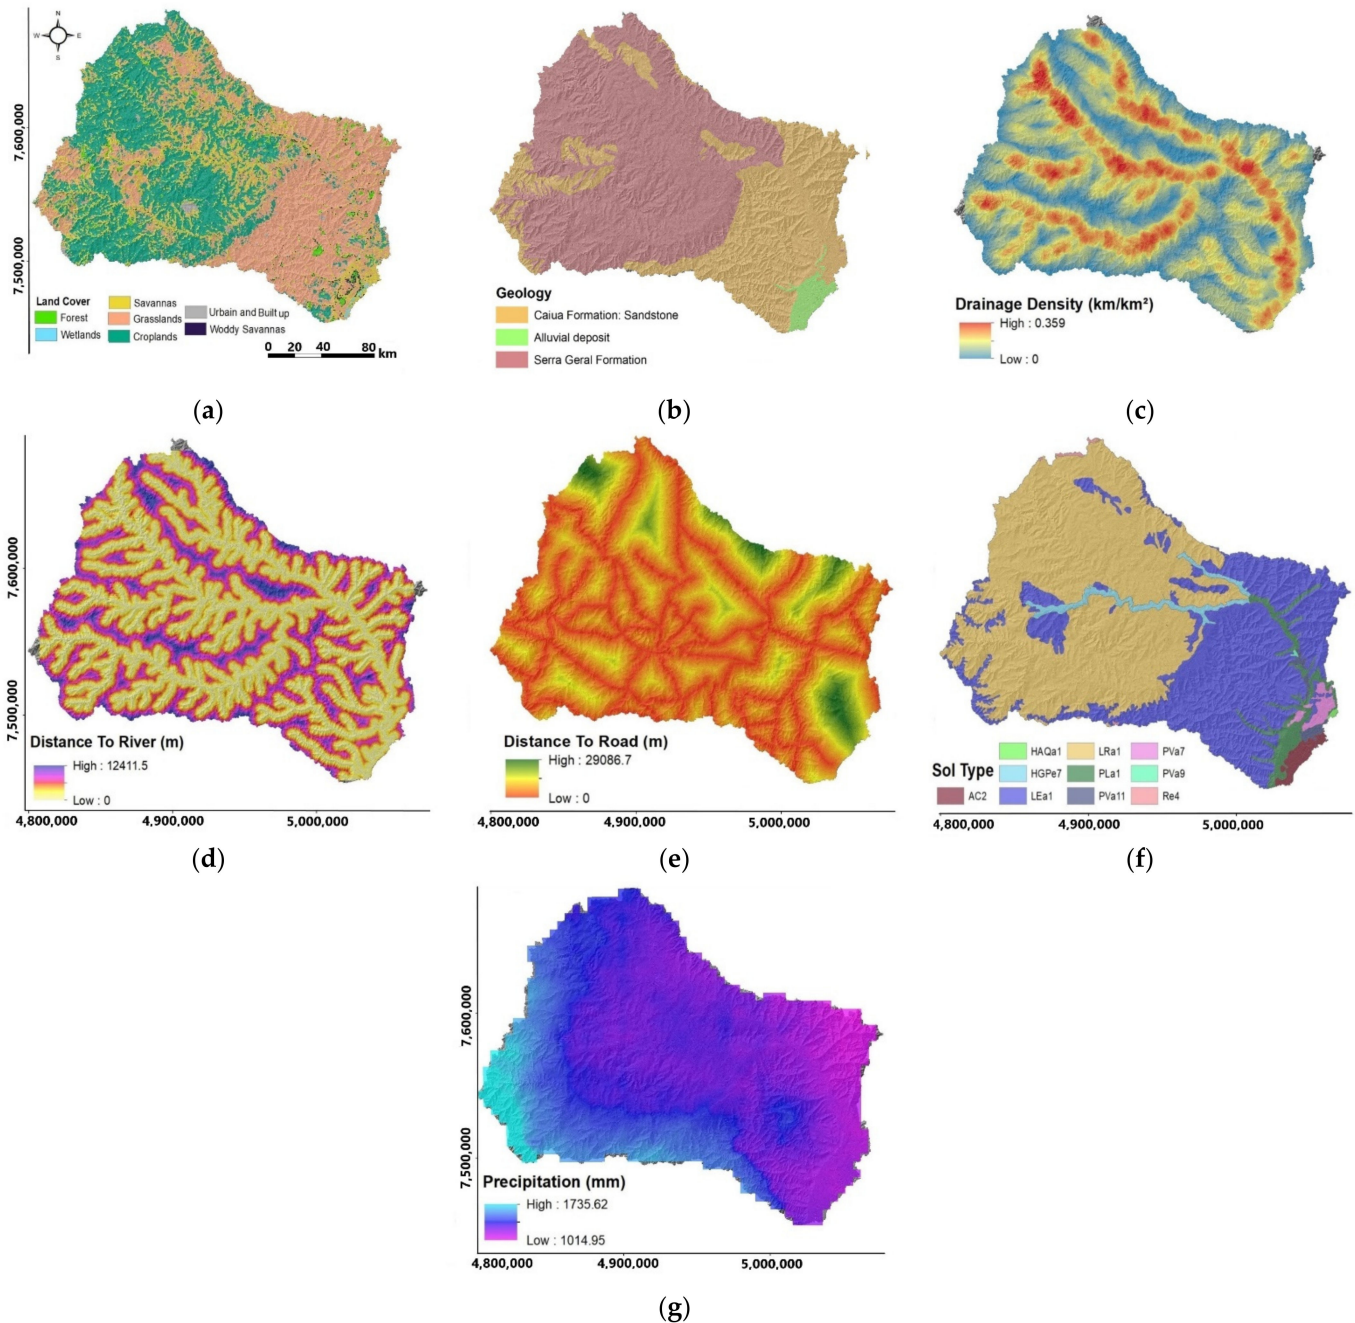 N
W E
S
7,600,000
7,500,000
Land Cover
Forest
Wetlands
Savannas
Grasslands
Croplands
Urbain and Built up
Woddy Savannas
0 20 40 80 km
(a)
Geology
Caiua Formation: Sandstone
Alluvial deposit
Serra Geral Formation
(b)
Drainage Density (km/km²)
High : 0.359
Low : 0
(c)
7,600,000
7,500,000
Distance To River (m)
High : 12411.5
Low : 0
4,800,000 4,900,000 5,000,000
(d)
Distance To Road (m)
High : 29086.7
Low : 0
4,800,000 4,900,000 5,000,000
(e)
Sol Type
AC2
HAQa1
HGPe7
LEa1
LRa1
PLa1
PVa11
PVa7
PVa9
Re4
4,800,000 4,900,000 5,000,000
(f)
7,600,000
7,500,000
Precipitation (mm)
High : 1735.62
Low : 1014.95
4,800,000 4,900,000 5,000,000
(g)